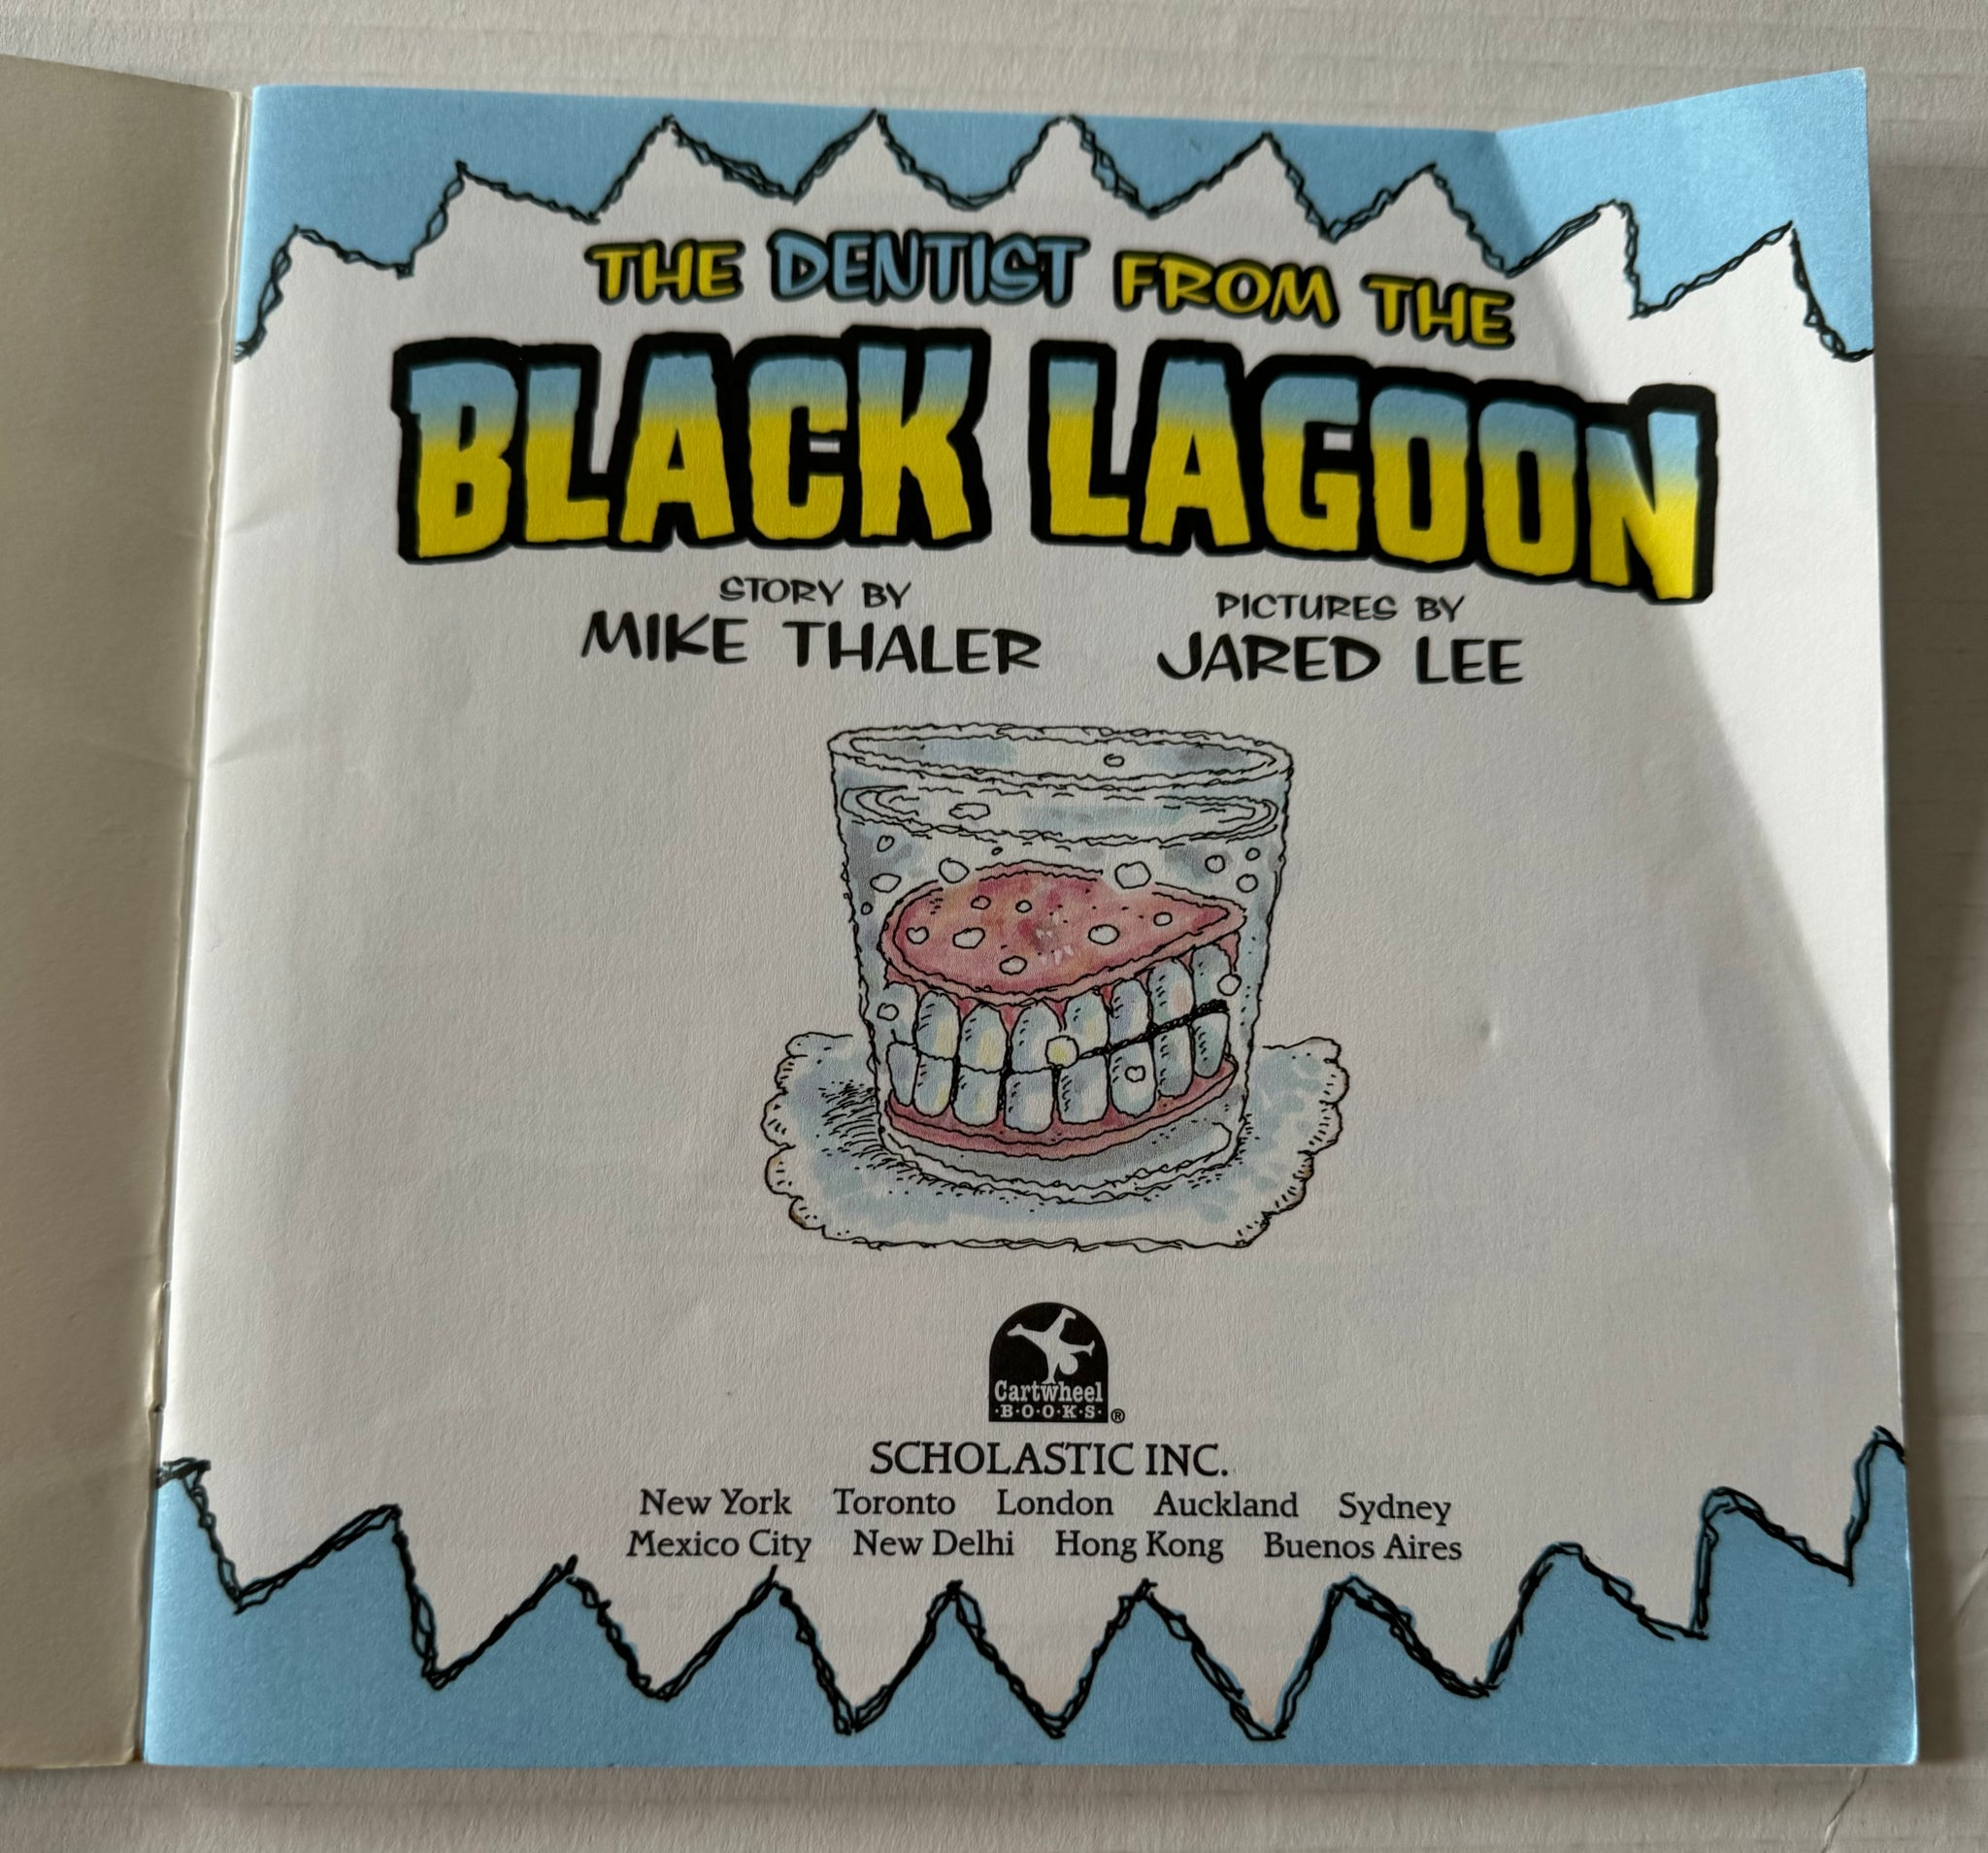 THE DENTIST FROM THE
BLACK LAGOON
STORY BY
MIKE THALER
PICTURES BY
JARED LEE
Cartwheel
·B·O·O·K·S· ®
SCHOLASTIC INC.
New York Toronto London Auckland Sydney
Mexico City New Delhi Hong Kong Buenos Aires